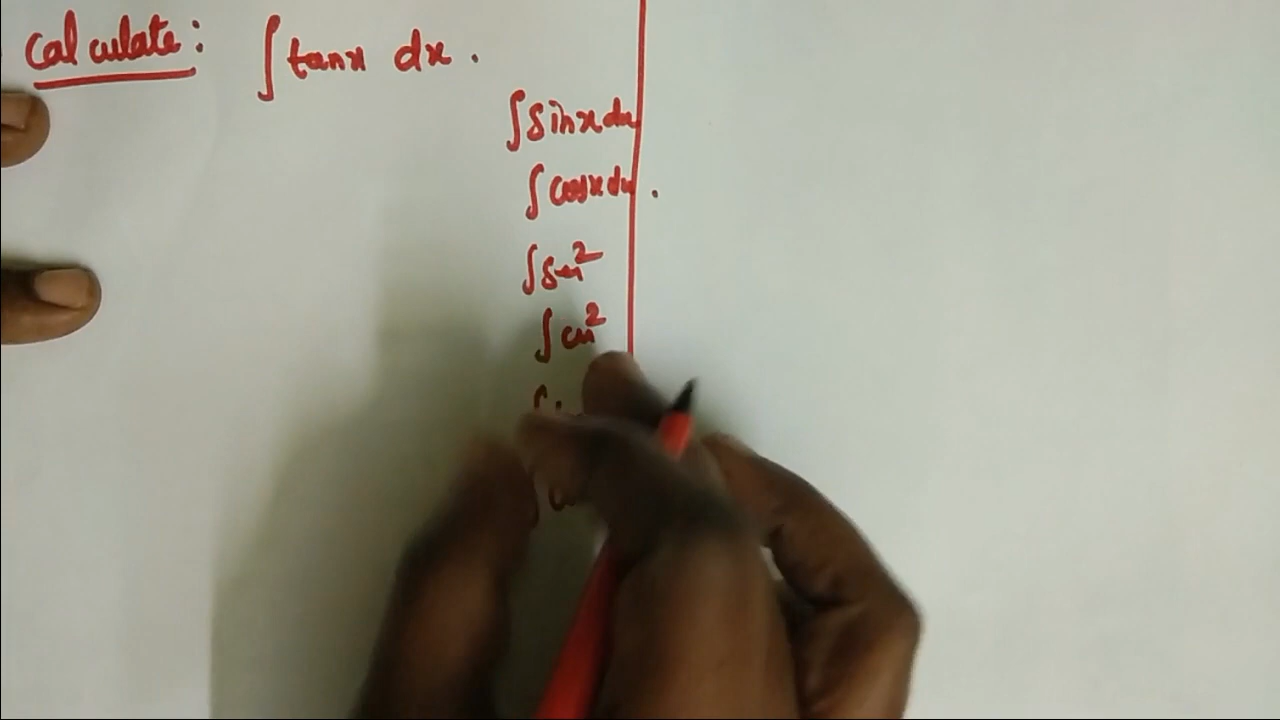 Calculate: ∫ tanx dx.
∫ sinx dx
∫ cosx dx.
∫ sin²
∫ cos²
∫